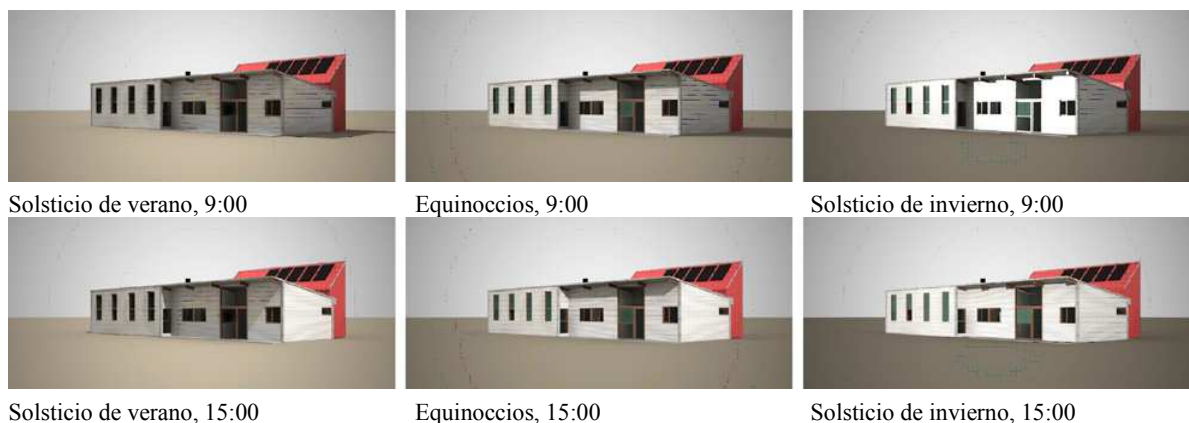 Solsticio de verano, 9:00
Equinoccios, 9:00
Solsticio de invierno, 9:00
Solsticio de verano, 15:00
Equinoccios, 15:00
Solsticio de invierno, 15:00